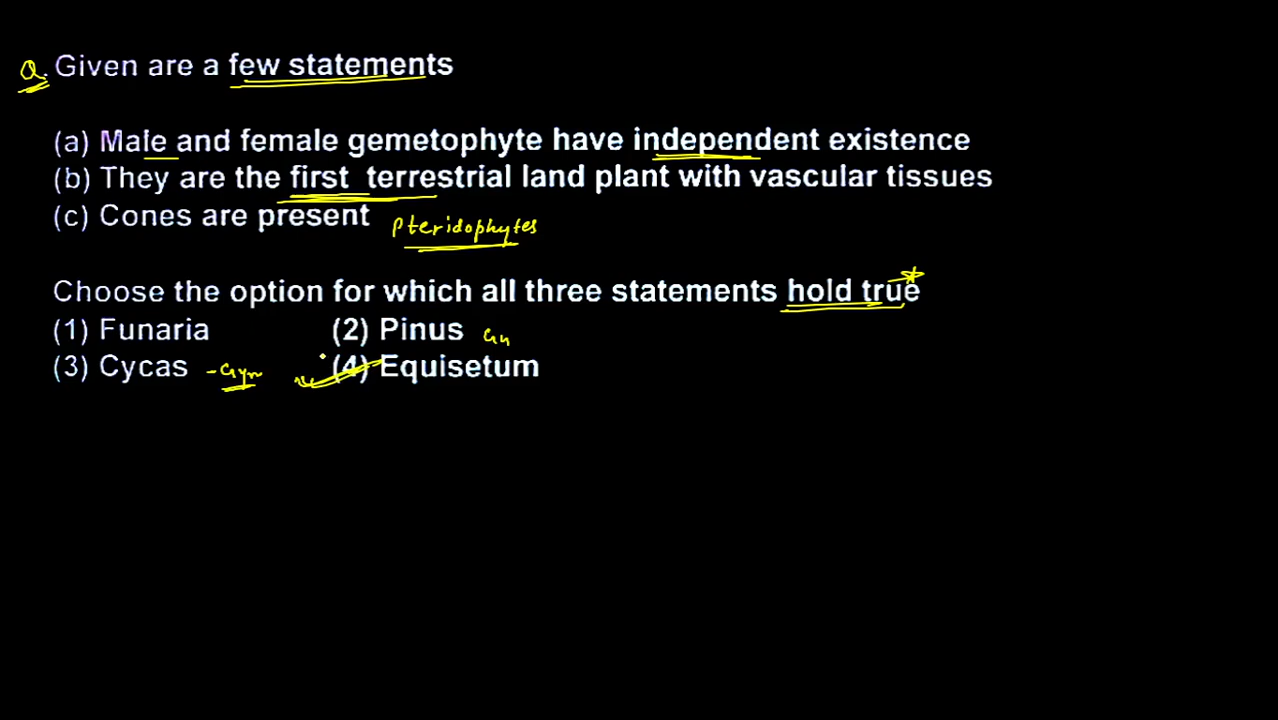 Q. Given are a few statements
(a) Male and female gemetophyte have independent existence
(b) They are the first terrestrial land plant with vascular tissues
(c) Cones are present Pteridophytes
Choose the option for which all three statements hold true
(1) Funaria (2) Pinus Gy
(3) Cycas - Gym (4) Equisetum